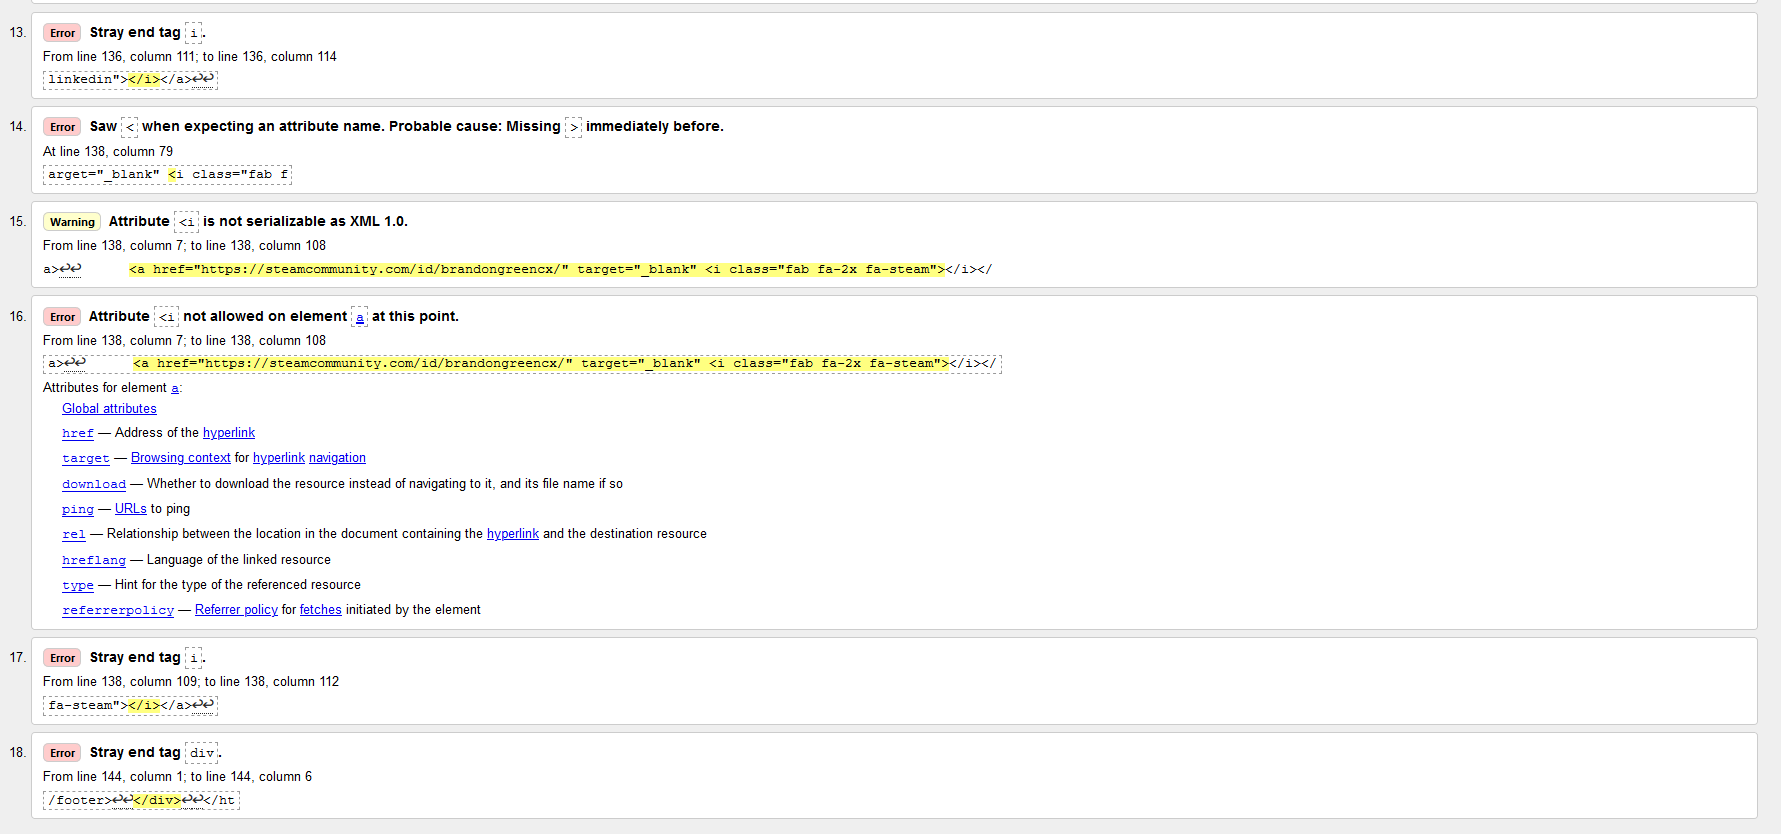 13. Error Stray end tag i.
From line 136, column 111; to line 136, column 114
linkedin"></i></a>↩↩
14. Error Saw < when expecting an attribute name. Probable cause: Missing > immediately before.
At line 138, column 79
arget="_blank" <i class="fab f
15. Warning Attribute <i is not serializable as XML 1.0.
From line 138, column 7; to line 138, column 108
a>↩↩ <a href="https://steamcommunity.com/id/brandongreencx/" target="_blank" <i class="fab fa-2x fa-steam"></i></
16. Error Attribute <i not allowed on element a at this point.
From line 138, column 7; to line 138, column 108
a>↩↩ <a href="https://steamcommunity.com/id/brandongreencx/" target="_blank" <i class="fab fa-2x fa-steam"></i></
Attributes for element a:
Global attributes
href — Address of the hyperlink
target — Browsing context for hyperlink navigation
download — Whether to download the resource instead of navigating to it, and its file name if so
ping — URLs to ping
rel — Relationship between the location in the document containing the hyperlink and the destination resource
hreflang — Language of the linked resource
type — Hint for the type of the referenced resource
referrerpolicy — Referrer policy for fetches initiated by the element
17. Error Stray end tag i.
From line 138, column 109; to line 138, column 112
fa-steam"></i></a>↩↩
18. Error Stray end tag div.
From line 144, column 1; to line 144, column 6
/footer>↩↩</div>↩↩</ht